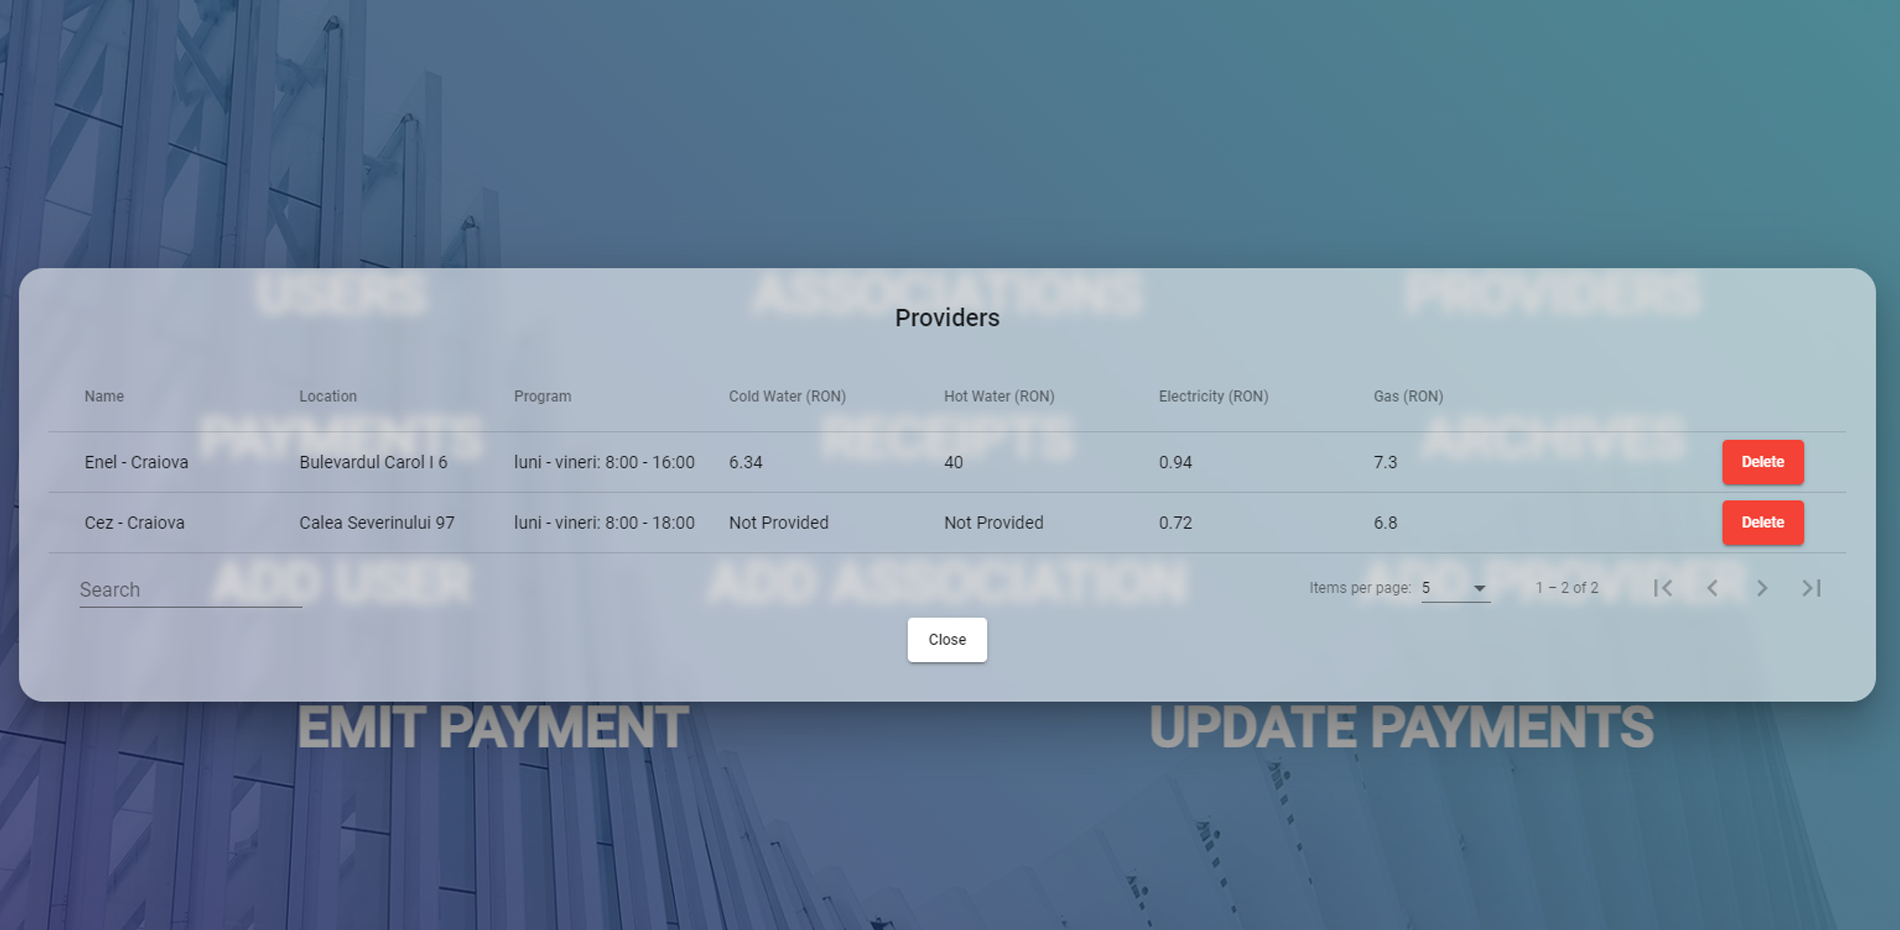 USERS ASSOCIATIONS PROVIDERS
Providers
Name Location Program Cold Water (RON) Hot Water (RON) Electricity (RON) Gas (RON)
PAYMENTS RECEIPTS ARCHIVES
Enel - Craiova Bulevardul Carol I 6 luni - vineri: 8:00 - 16:00 6.34 40 0.94 7.3 Delete
Cez - Craiova Calea Severinului 97 luni - vineri: 8:00 - 18:00 Not Provided Not Provided 0.72 6.8 Delete
ADD USER ADD ASSOCIATION ADD PROVIDER
Search Items per page: 5 1 – 2 of 2
Close
EMIT PAYMENT UPDATE PAYMENTS